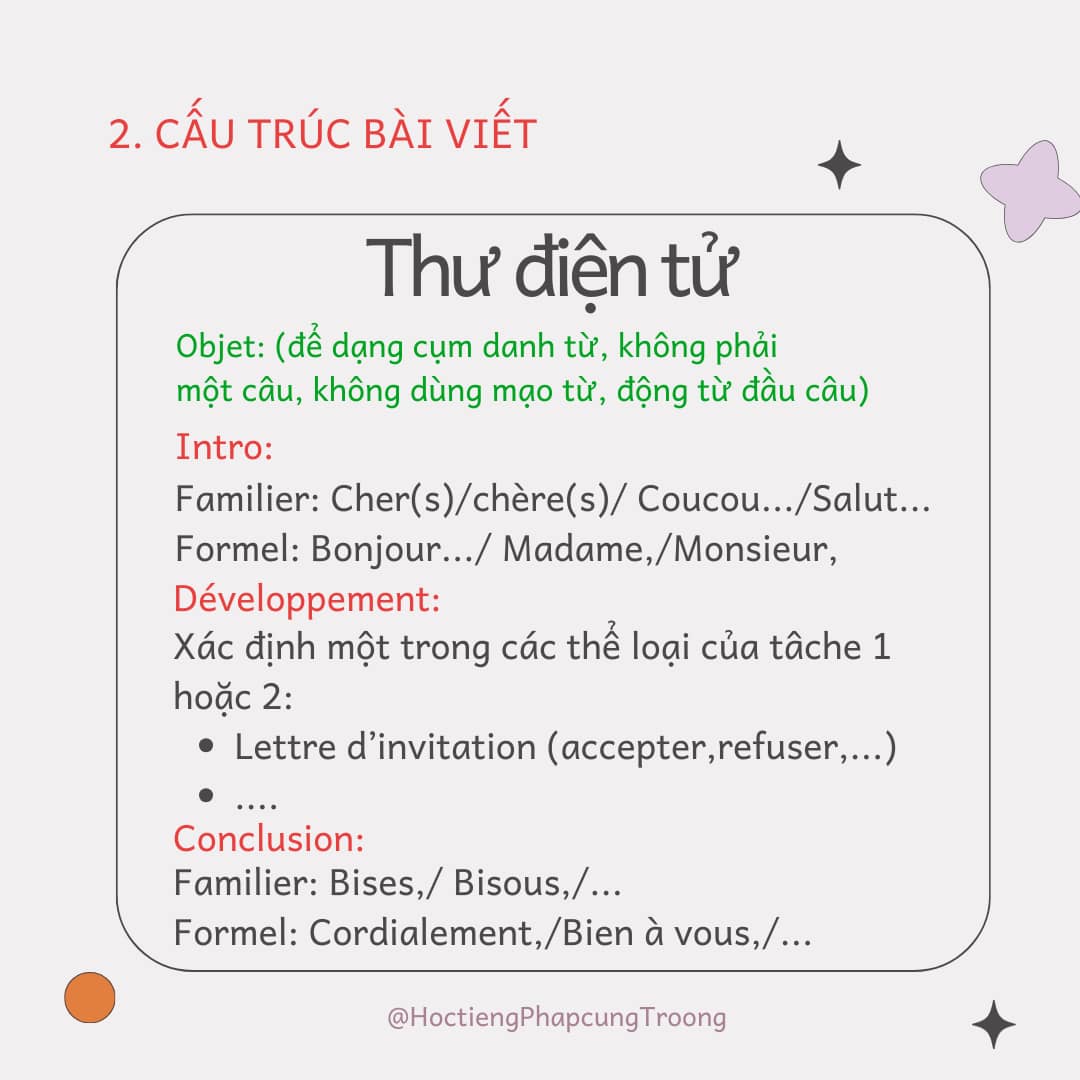 2. CẤU TRÚC BÀI VIẾT
Thư điện tử
Objet: (để dạng cụm danh từ, không phải
một câu, không dùng mạo từ, động từ đầu câu)
Intro:
Familier: Cher(s)/chère(s)/ Coucou.../Salut...
Formel: Bonjour.../ Madame,/Monsieur,
Développement:
Xác định một trong các thể loại của tâche 1
hoặc 2:
• Lettre d’invitation (accepter,refuser,...)
• ....
Conclusion:
Familier: Bises,/ Bisous,/...
Formel: Cordialement,/Bien à vous,/...
@HoctiengPhapcungTroong